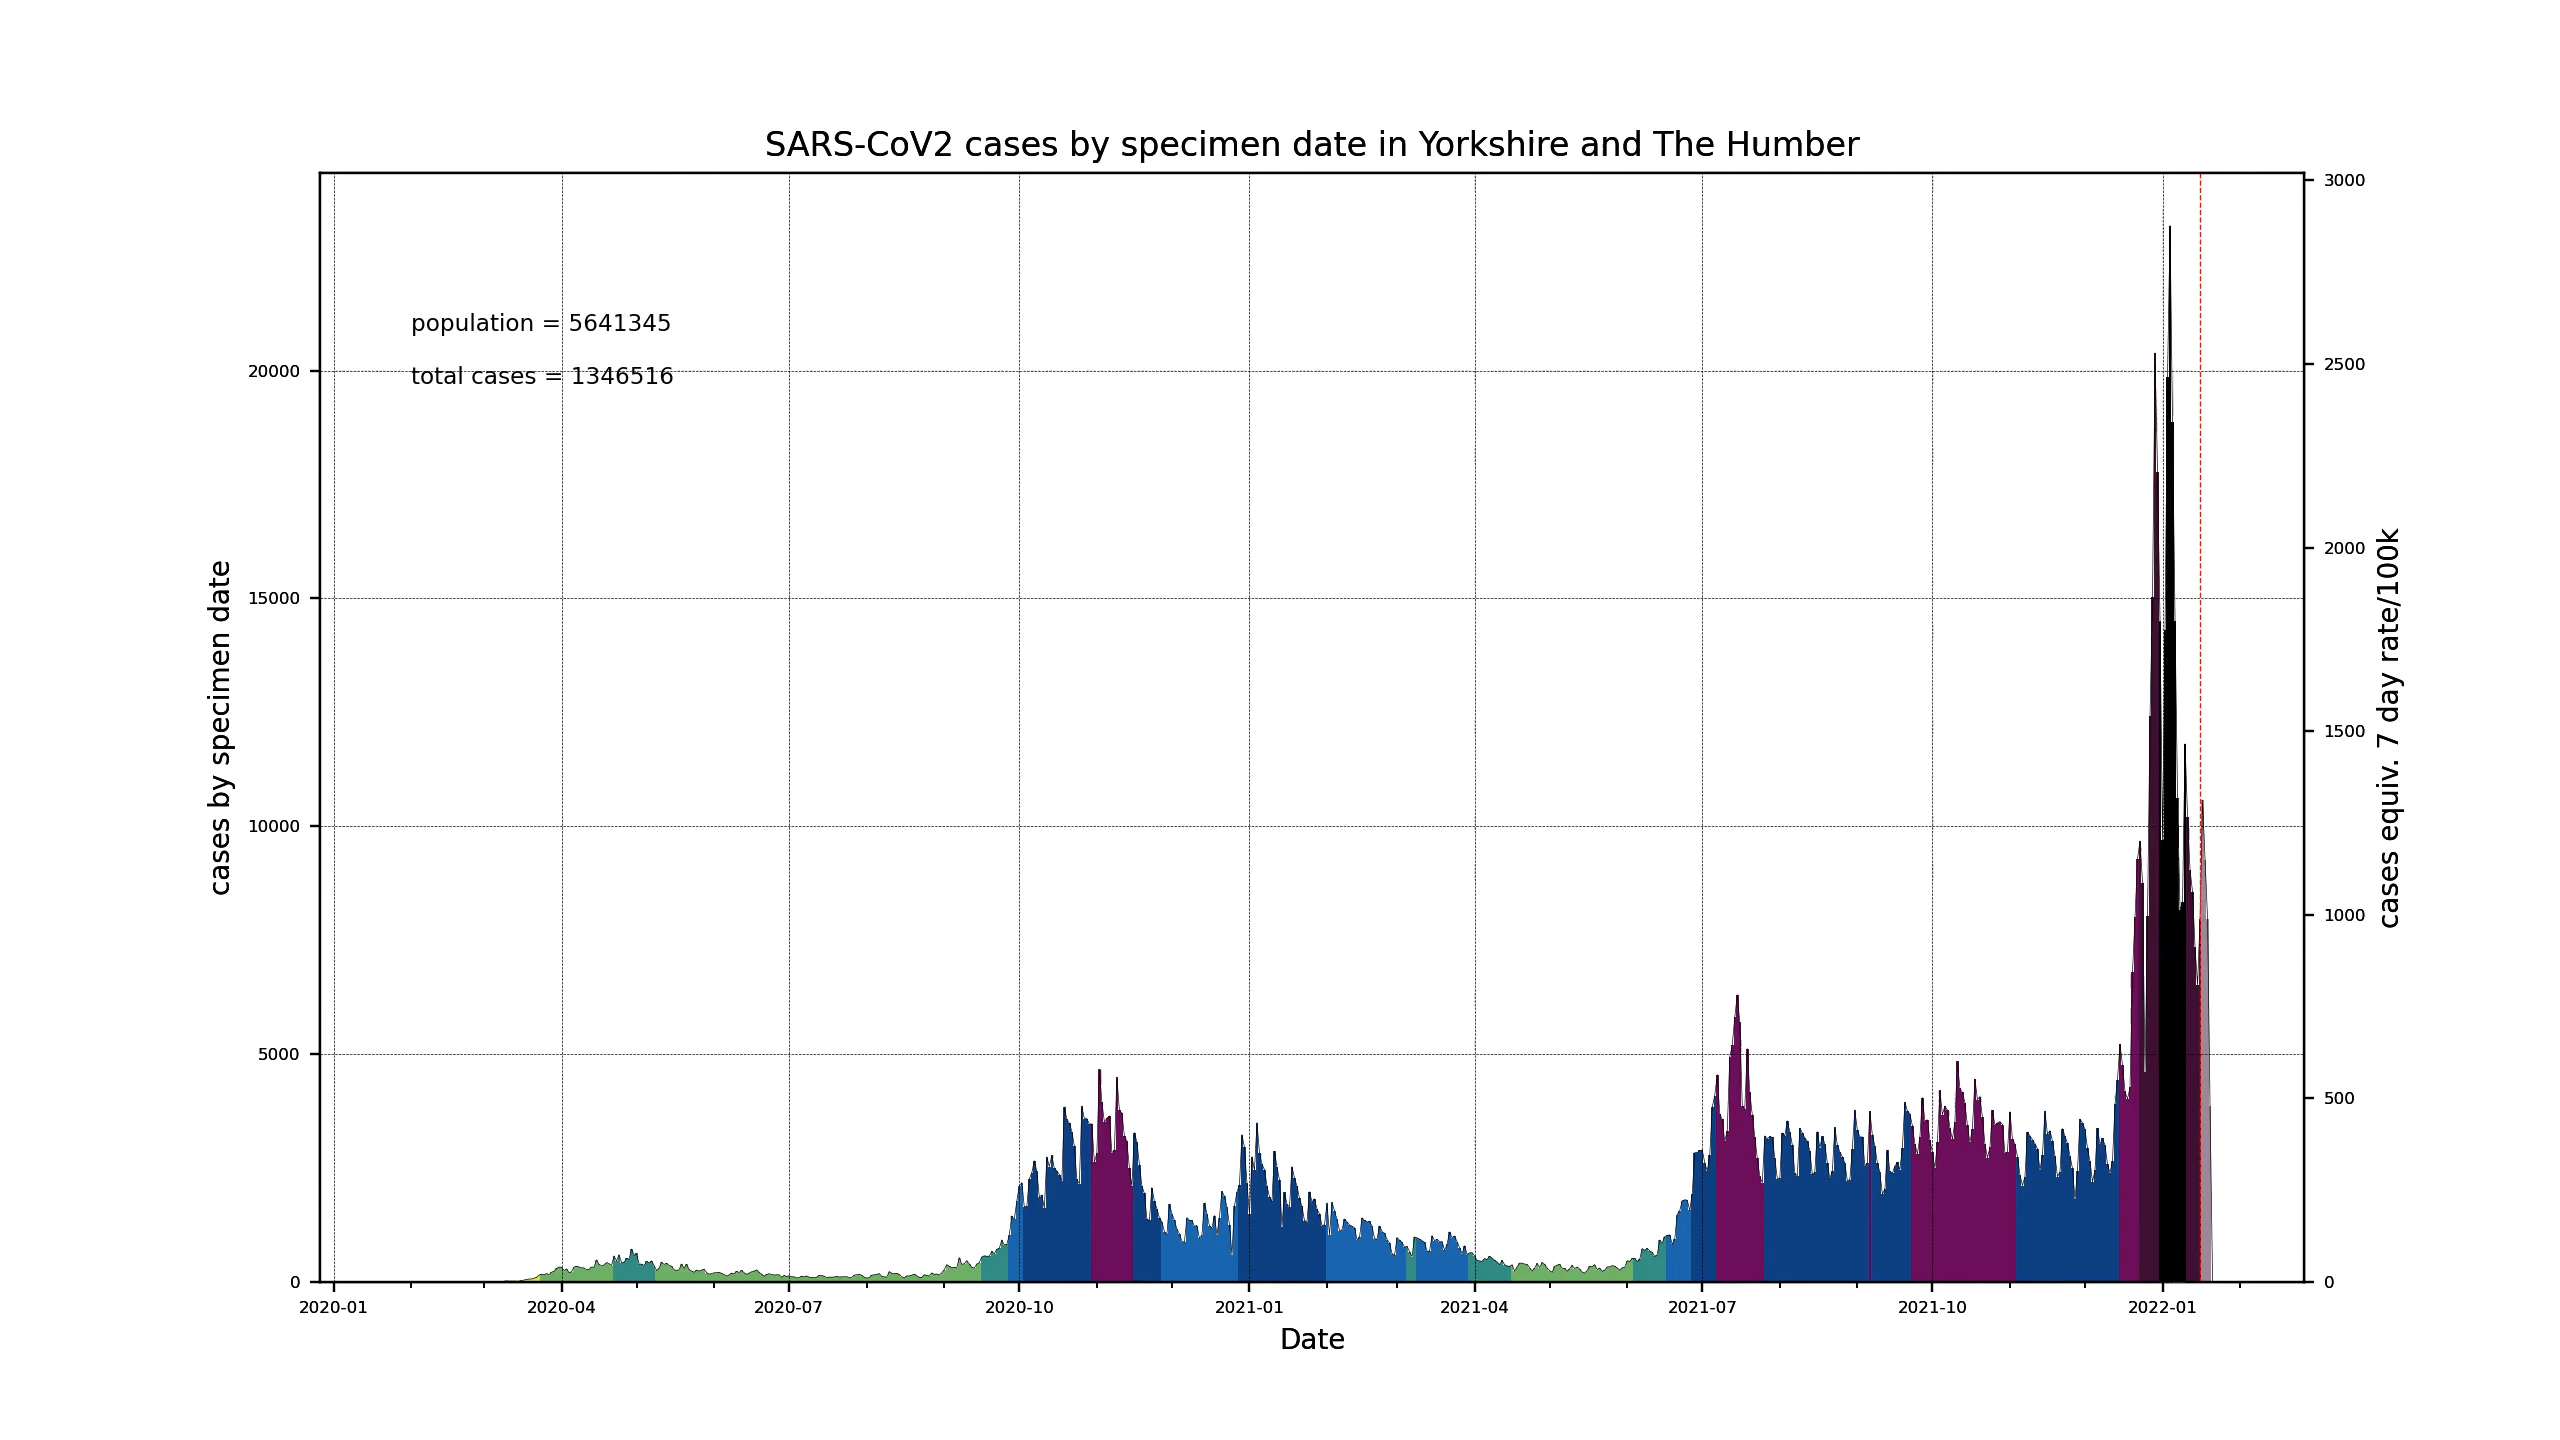 SARS-CoV2 cases by specimen date in Yorkshire and The Humber
population = 5641345
total cases = 1346516
cases by specimen date
20000
15000
10000
5000
0
3000
2500
2000
1500
1000
500
0
cases equiv. 7 day rate/100k
2020-01 2020-04 2020-07 2020-10 2021-01 2021-04 2021-07 2021-10 2022-01
Date